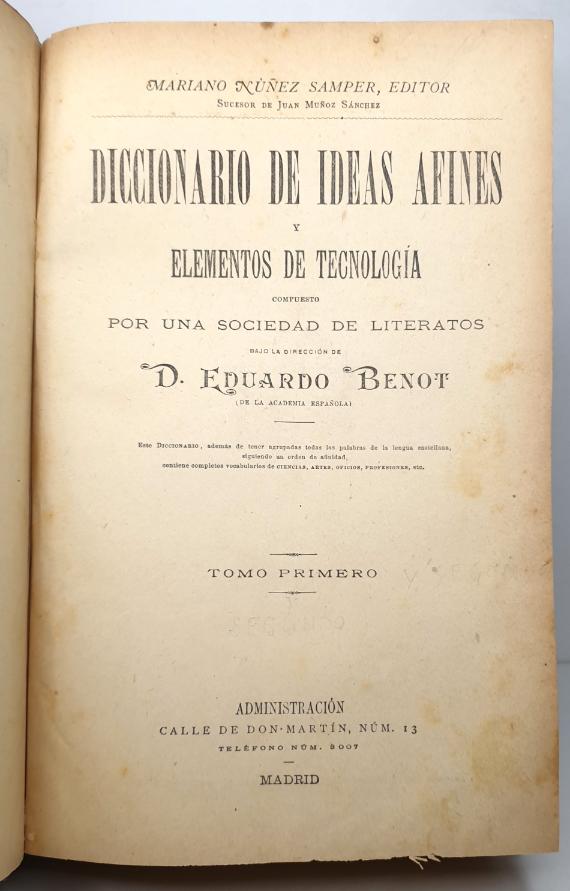 MARIANO NÚÑEZ SAMPER, EDITOR
SUCESOR DE JUAN MUÑOZ SÁNCHEZ
DICCIONARIO DE IDEAS AFINES
Y
ELEMENTOS DE TECNOLOGÍA
COMPUESTO
POR UNA SOCIEDAD DE LITERATOS
BAJO LA DIRECCIÓN DE
D. EDUARDO BENOT
(DE LA ACADEMIA ESPAÑOLA)
Este DICCIONARIO, además de tener agrupadas todas las palabras de la lengua castellana,
siguiendo un orden de afinidad,
contiene completos vocabularios de CIENCIAS, ARTES, OFICIOS, PROFESIONES, etc.
TOMO PRIMERO
ADMINISTRACIÓN
CALLE DE DON-MARTÍN, NÚM. 13
TELÉFONO NÚM. 3007
MADRID